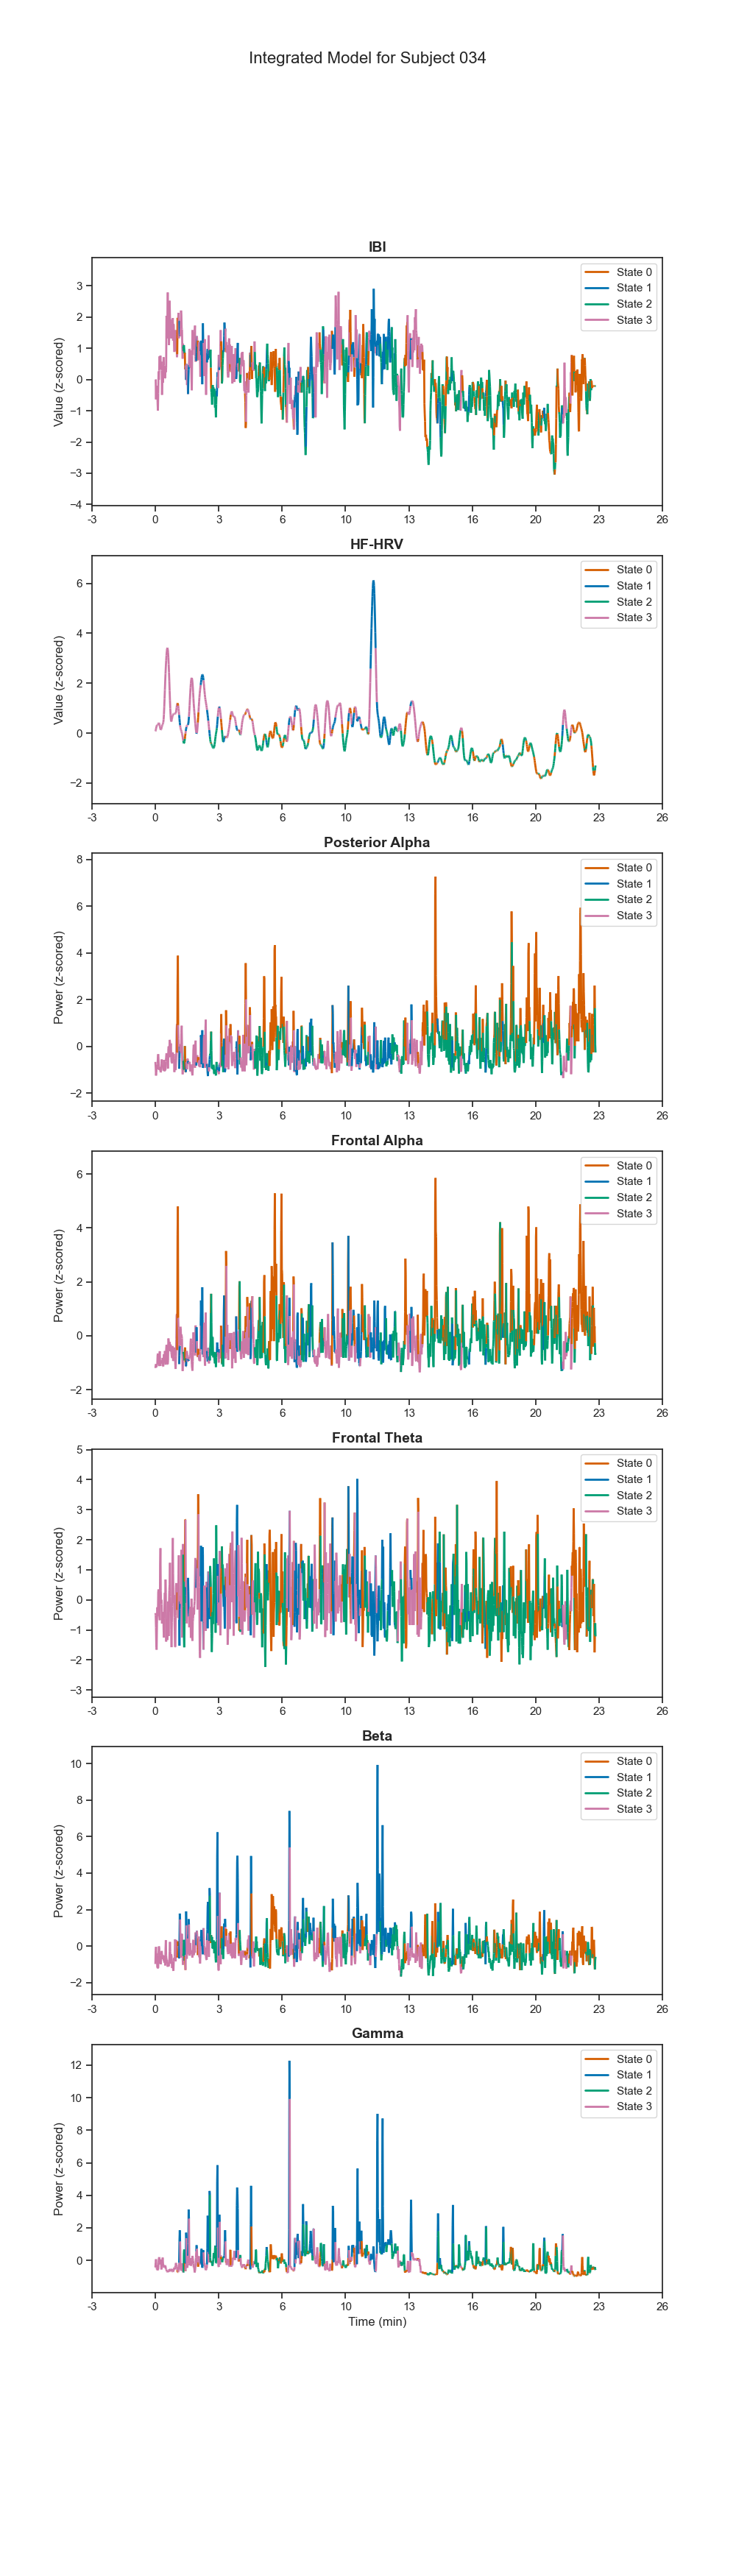 Integrated Model for Subject 034
IBI
Value (z-scored)
3
2
1
0
−1
−2
−3
−4
State 0
State 1
State 2
State 3
-3 0 3 6 10 13 16 20 23 26
HF-HRV
Value (z-scored)
6
4
2
0
−2
State 0
State 1
State 2
State 3
-3 0 3 6 10 13 16 20 23 26
Posterior Alpha
Power (z-scored)
8
6
4
2
0
−2
State 0
State 1
State 2
State 3
-3 0 3 6 10 13 16 20 23 26
Frontal Alpha
Power (z-scored)
6
4
2
0
−2
State 0
State 1
State 2
State 3
-3 0 3 6 10 13 16 20 23 26
Frontal Theta
Power (z-scored)
5
4
3
2
1
0
−1
−2
−3
State 0
State 1
State 2
State 3
-3 0 3 6 10 13 16 20 23 26
Beta
Power (z-scored)
10
8
6
4
2
0
−2
State 0
State 1
State 2
State 3
-3 0 3 6 10 13 16 20 23 26
Gamma
Power (z-scored)
12
10
8
6
4
2
0
State 0
State 1
State 2
State 3
-3 0 3 6 10 13 16 20 23 26
Time (min)